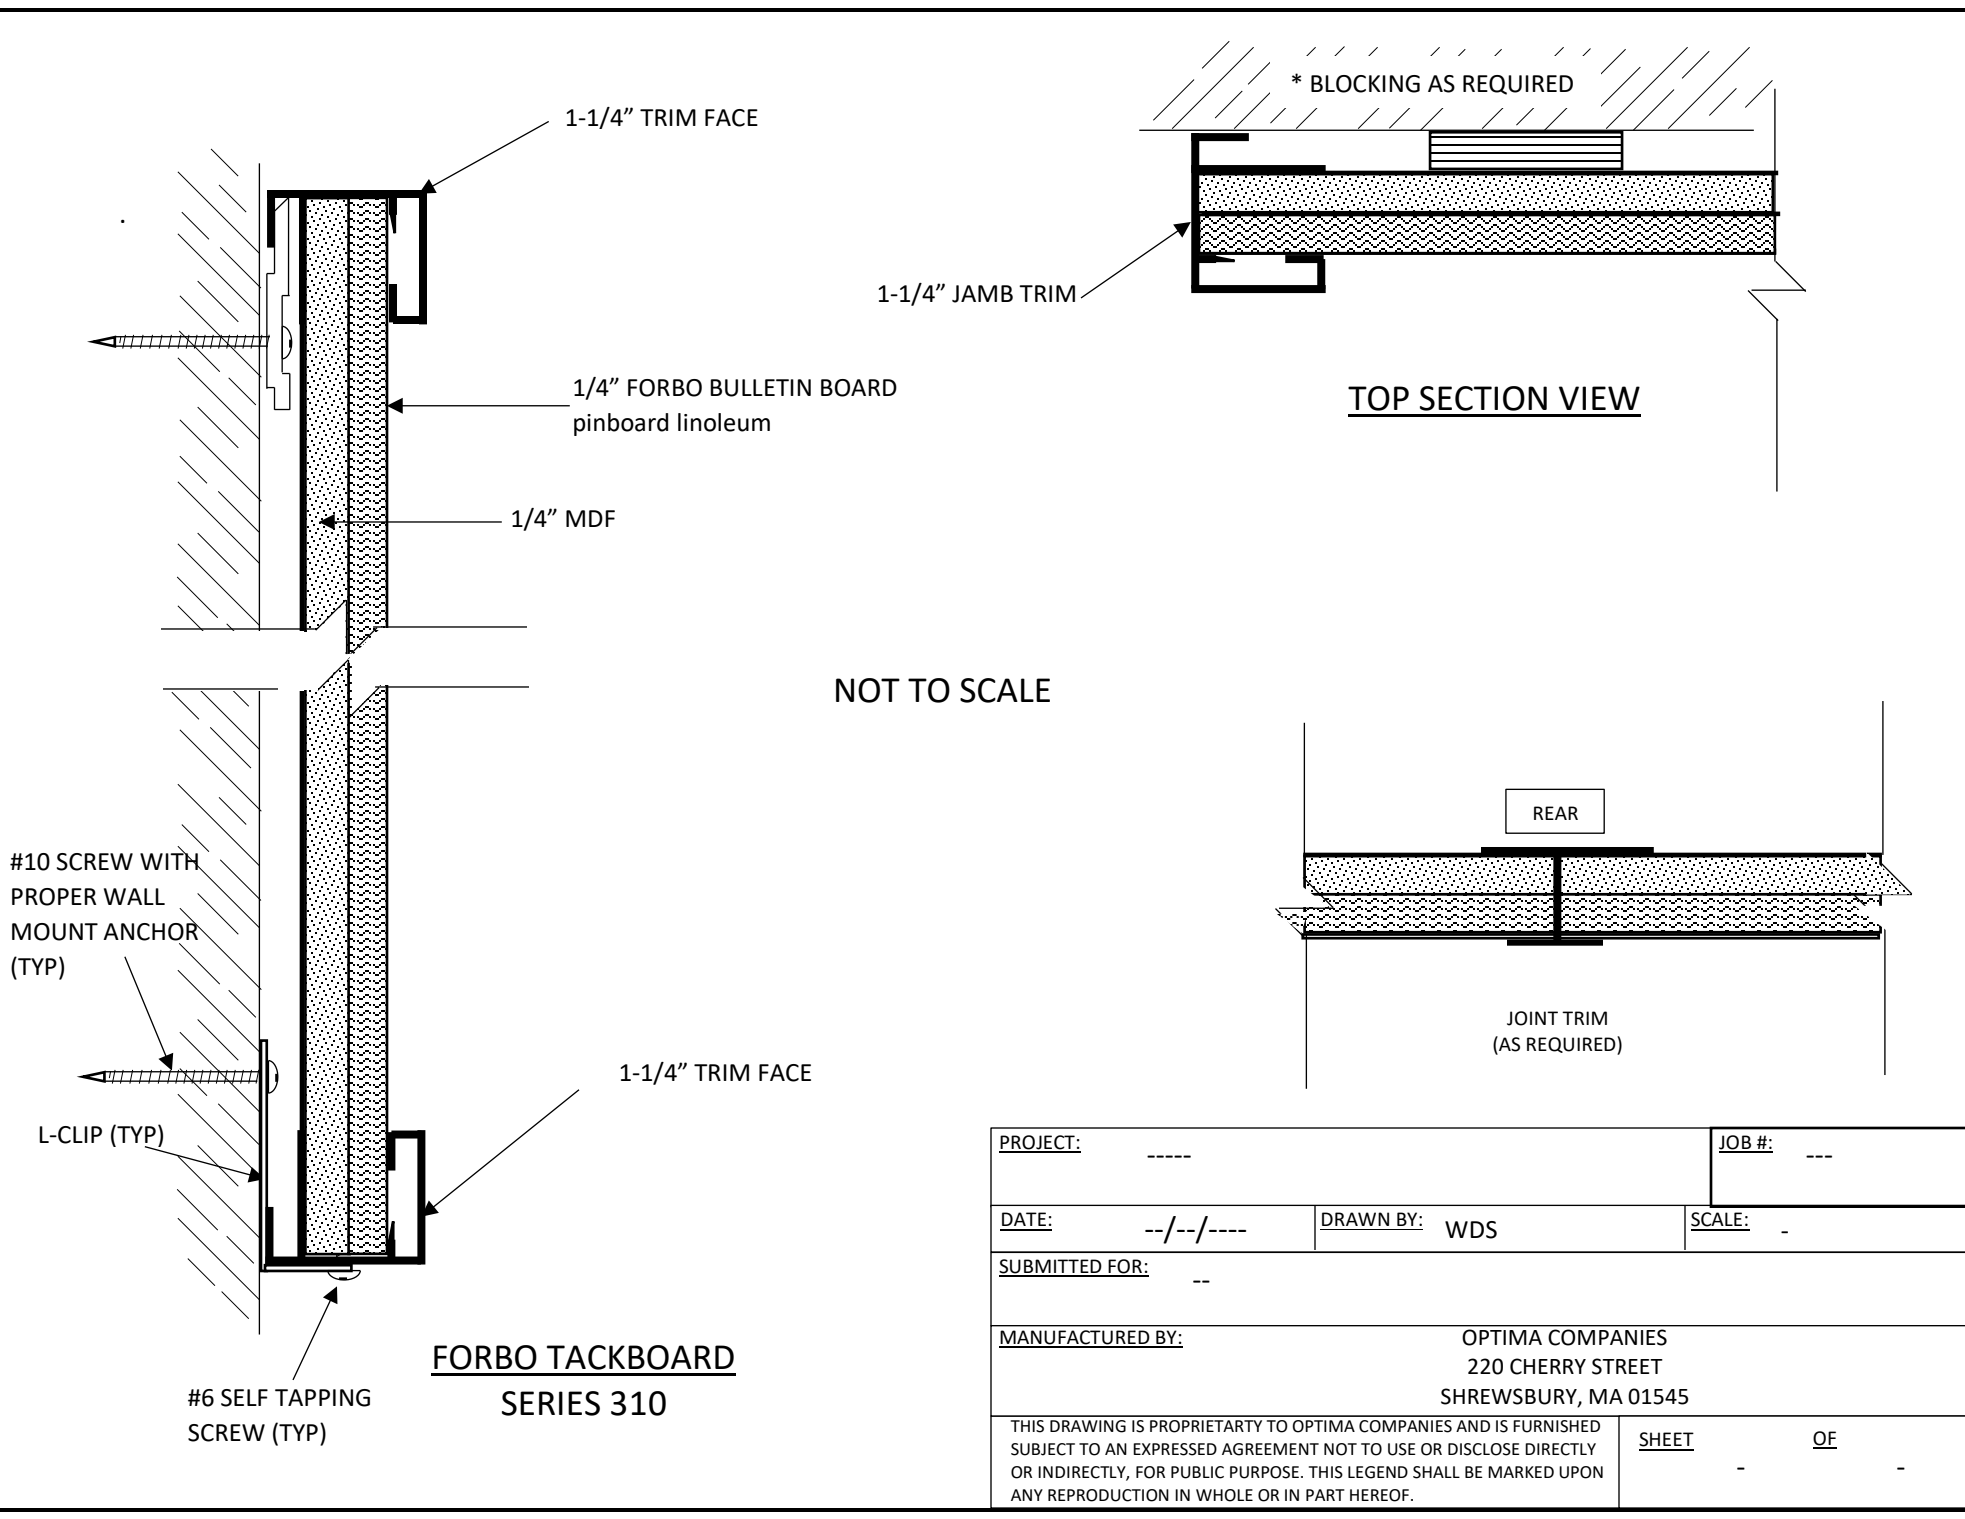 * BLOCKING AS REQUIRED
1-1/4” TRIM FACE
1-1/4” JAMB TRIM
1/4” FORBO BULLETIN BOARD
pinboard linoleum
TOP SECTION VIEW
1/4” MDF
NOT TO SCALE
REAR
#10 SCREW WITH
PROPER WALL
MOUNT ANCHOR
(TYP)
JOINT TRIM
(AS REQUIRED)
1-1/4” TRIM FACE
L-CLIP (TYP)
FORBO TACKBOARD
SERIES 310
#6 SELF TAPPING
SCREW (TYP)
PROJECT: -----
JOB #: ---
DATE: --/--/----
DRAWN BY: WDS
SCALE: -
SUBMITTED FOR: --
MANUFACTURED BY:
OPTIMA COMPANIES
220 CHERRY STREET
SHREWSBURY, MA 01545
THIS DRAWING IS PROPRIETARTY TO OPTIMA COMPANIES AND IS FURNISHED
SUBJECT TO AN EXPRESSED AGREEMENT NOT TO USE OR DISCLOSE DIRECTLY
OR INDIRECTLY, FOR PUBLIC PURPOSE. THIS LEGEND SHALL BE MARKED UPON
ANY REPRODUCTION IN WHOLE OR IN PART HEREOF.
SHEET OF
- -